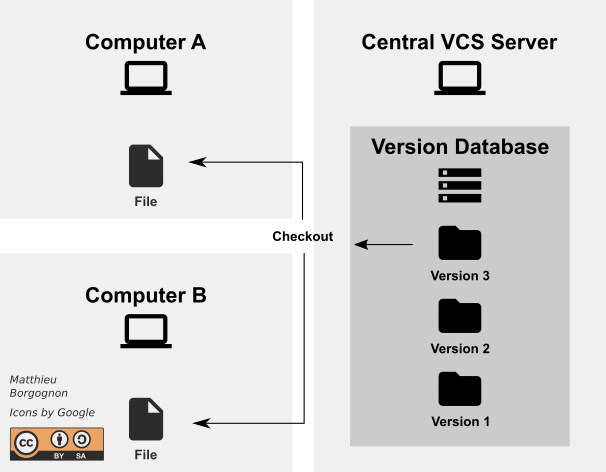 Computer A
File
Checkout
Computer B
File
Matthieu
Borgognon
Icons by Google
cc
BY SA
Central VCS Server
Version Database
Version 3
Version 2
Version 1